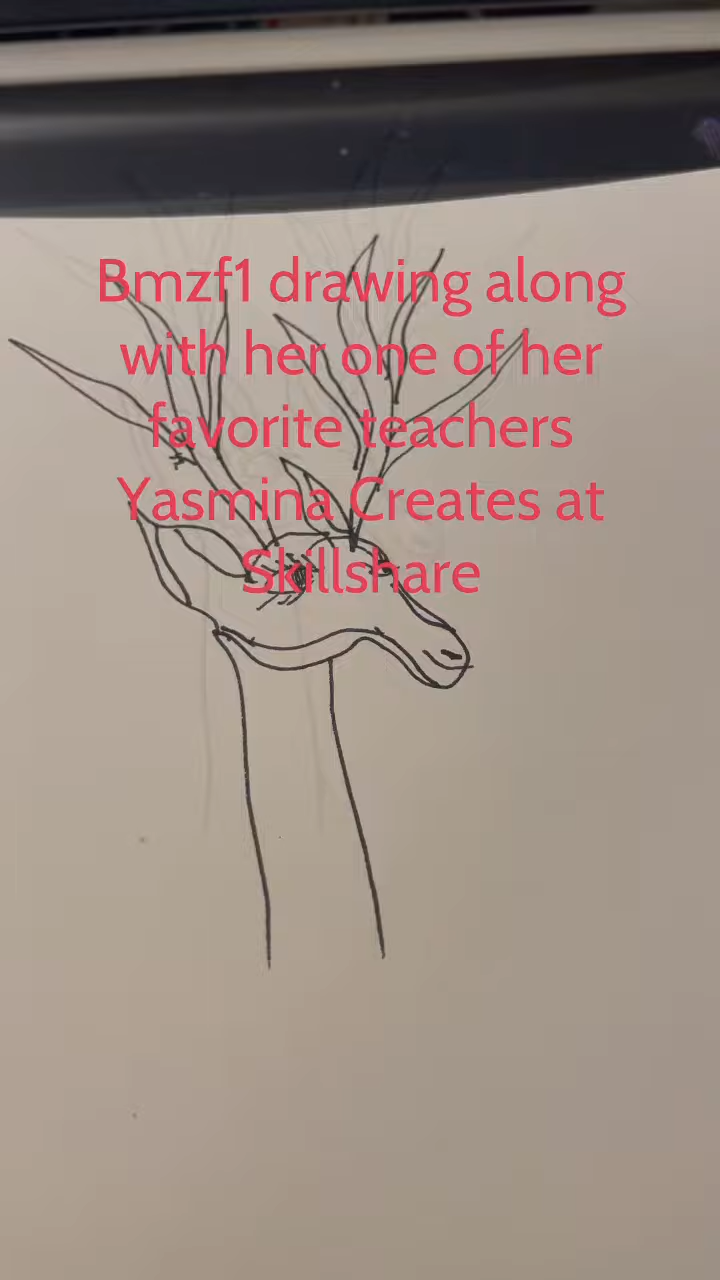 Bmzf1 drawing along
with her one of her
favorite teachers
Yasmina Creates at
Skillshare